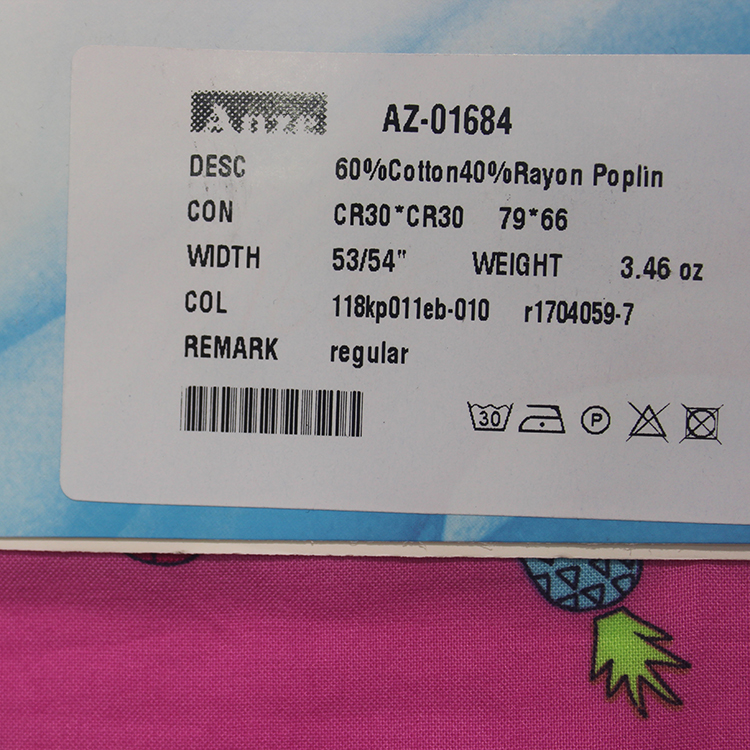 Anze AZ-01684
DESC 60%Cotton40%Rayon Poplin
CON CR30*CR30 79*66
WIDTH 53/54" WEIGHT 3.46 oz
COL 118kp011eb-010 r1704059-7
REMARK regular
30 P